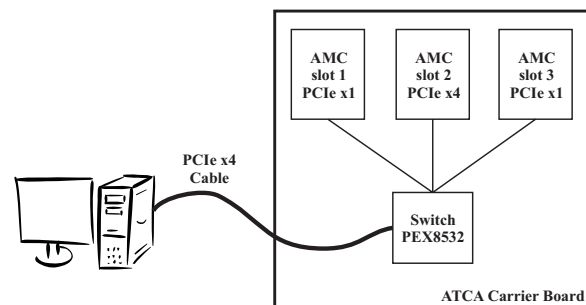 AMC
slot 1
PCIe x1
AMC
slot 2
PCIe x4
AMC
slot 3
PCIe x1
PCIe x4
Cable
Switch
PEX8532
ATCA Carrier Board